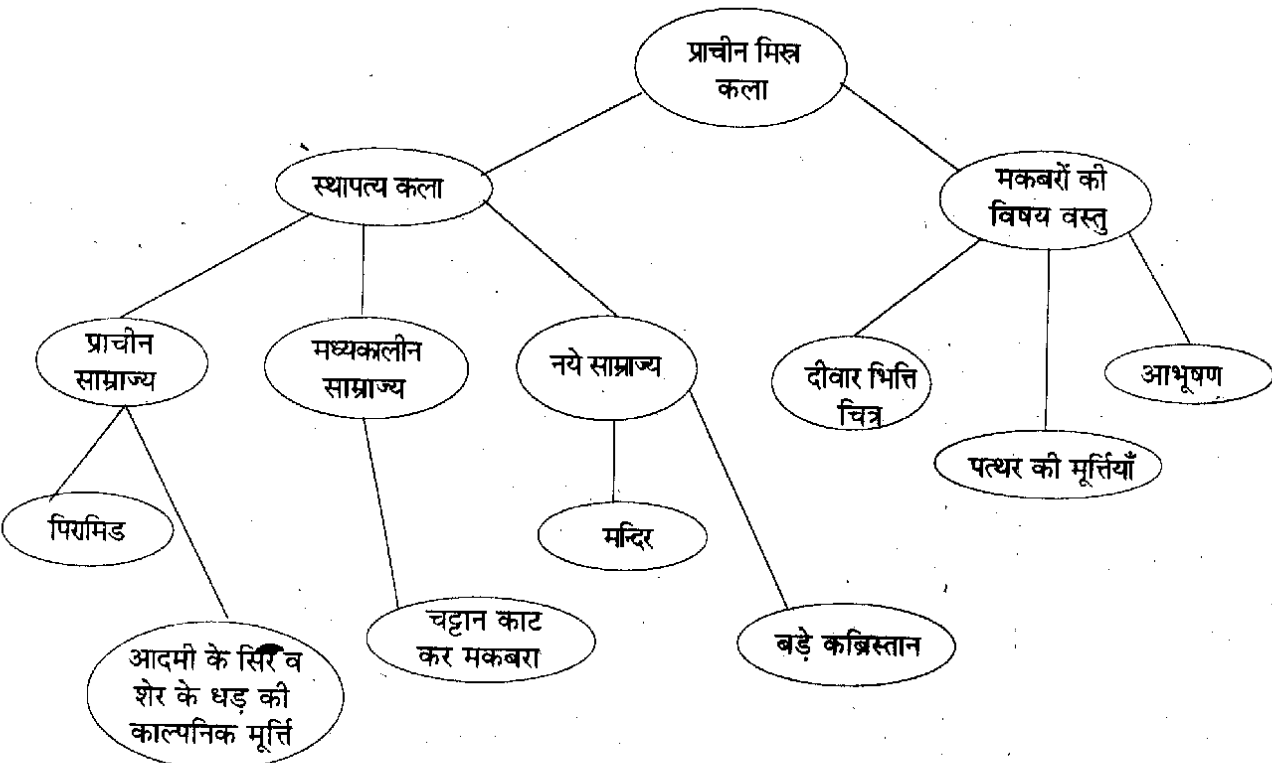 प्राचीन मिस्र
कला
स्थापत्य कला
मकबरों की
विषय वस्तु
प्राचीन
साम्राज्य
मध्यकालीन
साम्राज्य
नये साम्राज्य
दीवार भित्ति
चित्र
पत्थर की मूर्त्तियाँ
आभूषण
पिरामिड
मन्दिर
आदमी के सिर व
शेर के धड़ की
काल्पनिक मूर्त्ति
चट्टान काट
कर मकबरा
बड़े कब्रिस्तान